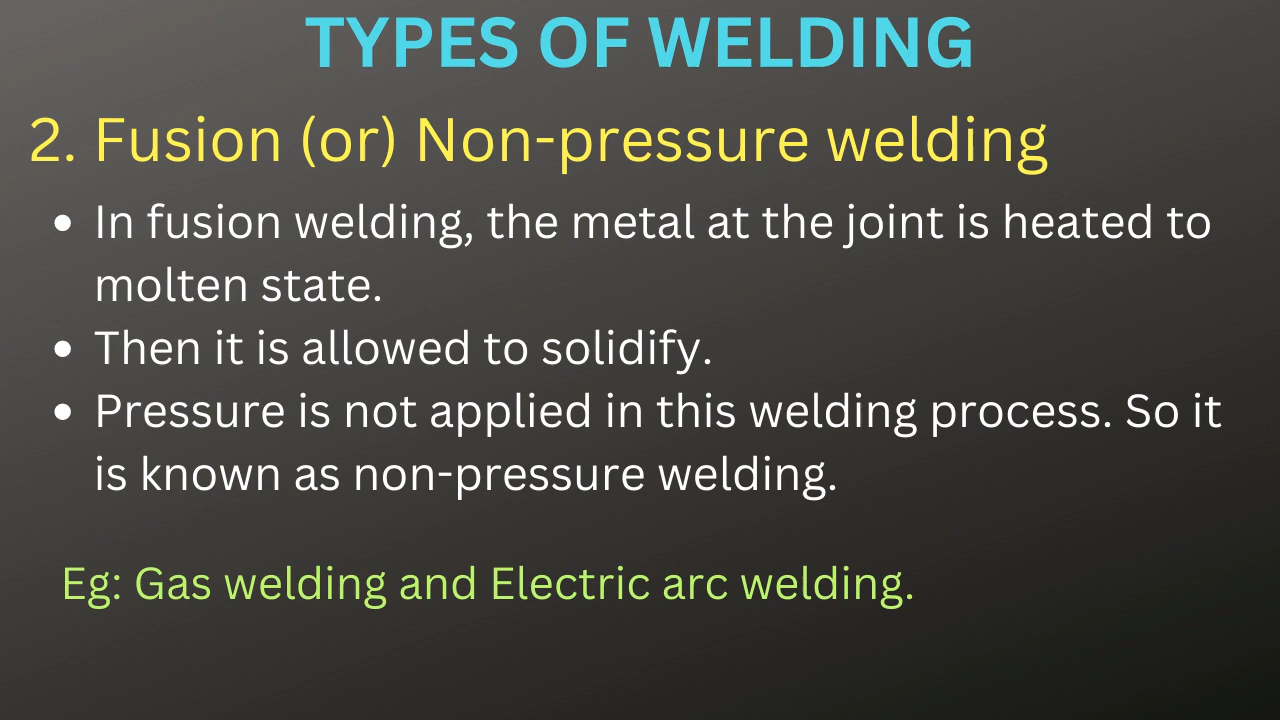 TYPES OF WELDING
2. Fusion (or) Non-pressure welding
• In fusion welding, the metal at the joint is heated to
molten state.
• Then it is allowed to solidify.
• Pressure is not applied in this welding process. So it
is known as non-pressure welding.
Eg: Gas welding and Electric arc welding.